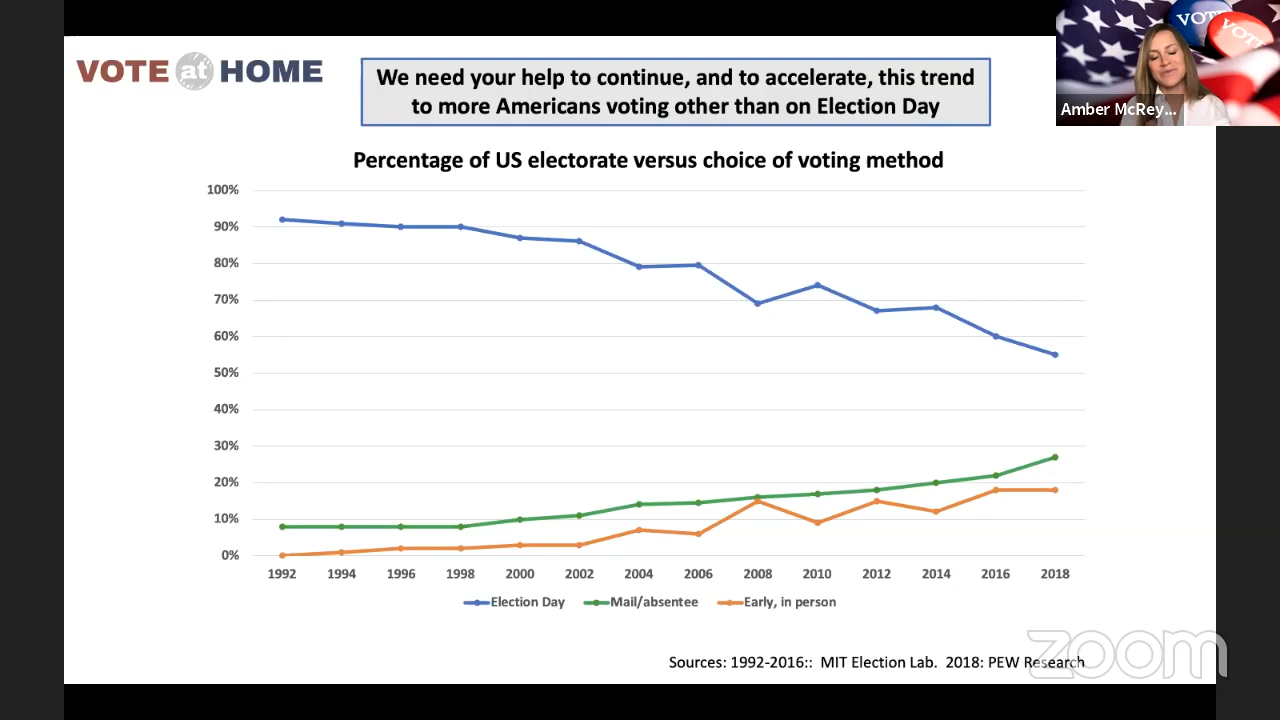 VOTE at HOME
We need your help to continue, and to accelerate, this trend
to more Americans voting other than on Election Day
VOTE
VOTE
Amber McRey...
Percentage of US electorate versus choice of voting method
100%
90%
80%
70%
60%
50%
40%
30%
20%
10%
0%
1992 1994 1996 1998 2000 2002 2004 2006 2008 2010 2012 2014 2016 2018
Election Day Mail/absentee Early, in person
Sources: 1992-2016:: MIT Election Lab. 2018: PEW Research
zoom